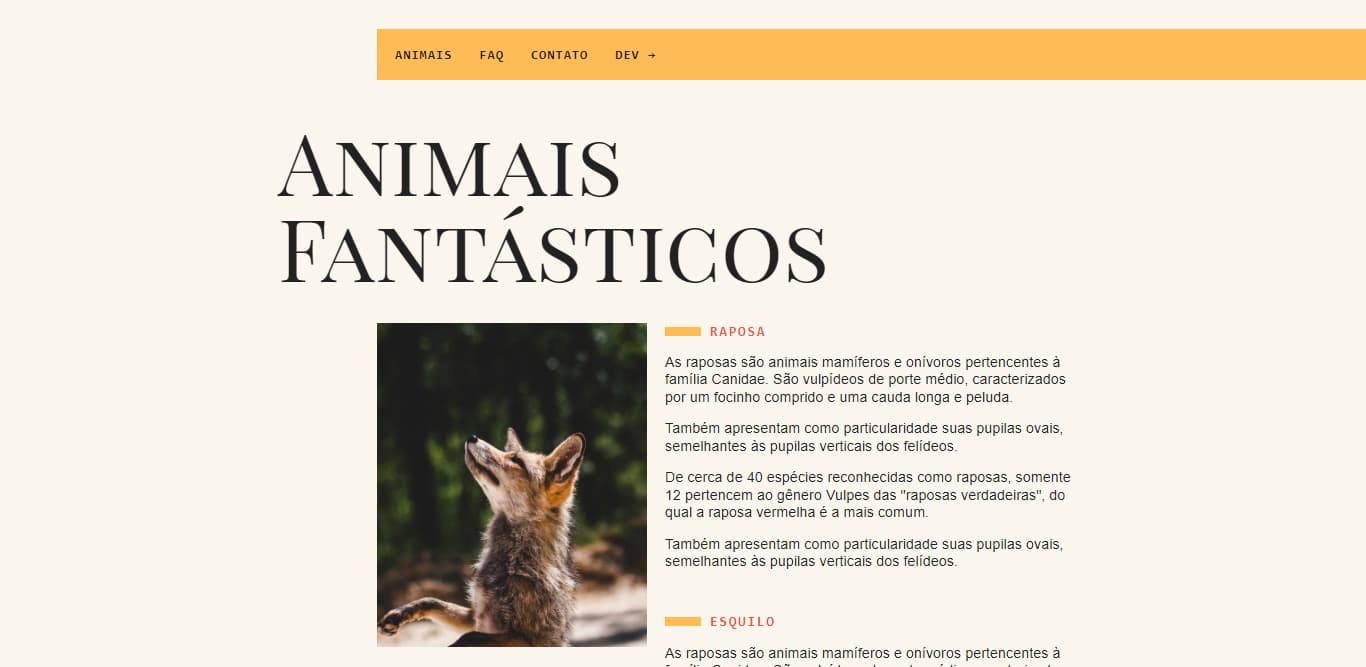 ANIMAIS FAQ CONTATO DEV →
ANIMAIS
FANTÁSTICOS
RAPOSA
As raposas são animais mamíferos e onívoros pertencentes à
família Canidae. São vulpídeos de porte médio, caracterizados
por um focinho comprido e uma cauda longa e peluda.
Também apresentam como particularidade suas pupilas ovais,
semelhantes às pupilas verticais dos felídeos.
De cerca de 40 espécies reconhecidas como raposas, somente
12 pertencem ao gênero Vulpes das "raposas verdadeiras", do
qual a raposa vermelha é a mais comum.
Também apresentam como particularidade suas pupilas ovais,
semelhantes às pupilas verticais dos felídeos.
ESQUILO
As raposas são animais mamíferos e onívoros pertencentes à